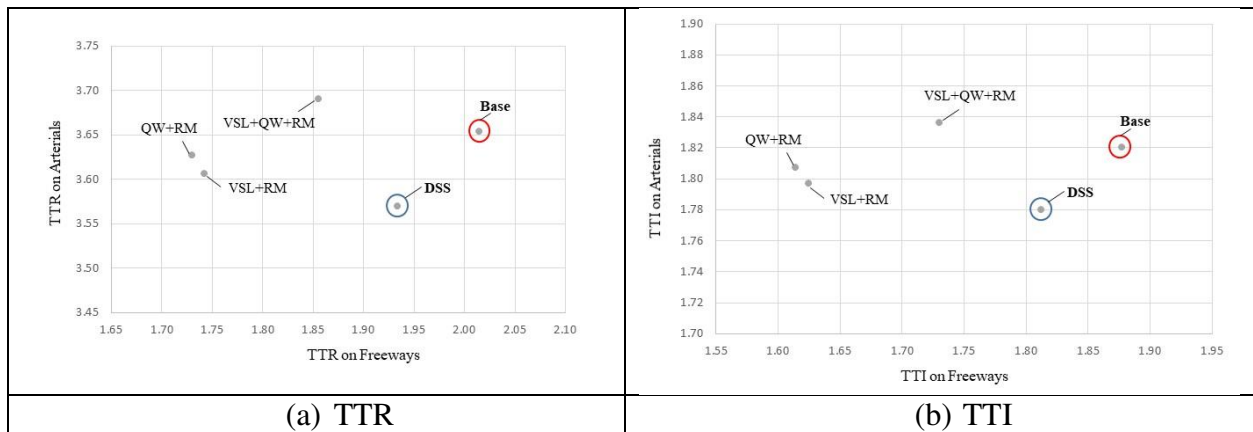 3.75
3.70
3.65
3.60
3.55
3.50
3.45
TTR on Arterials
QW+RM
VSL+QW+RM
VSL+RM
Base
DSS
1.65 1.70 1.75 1.80 1.85 1.90 1.95 2.00 2.05 2.10
TTR on Freeways
(a) TTR
1.90
1.88
1.86
1.84
1.82
1.80
1.78
1.76
1.74
1.72
1.70
TTI on Arterials
VSL+QW+RM
Base
QW+RM
VSL+RM
DSS
1.55 1.60 1.65 1.70 1.75 1.80 1.85 1.90 1.95
TTI on Freeways
(b) TTI